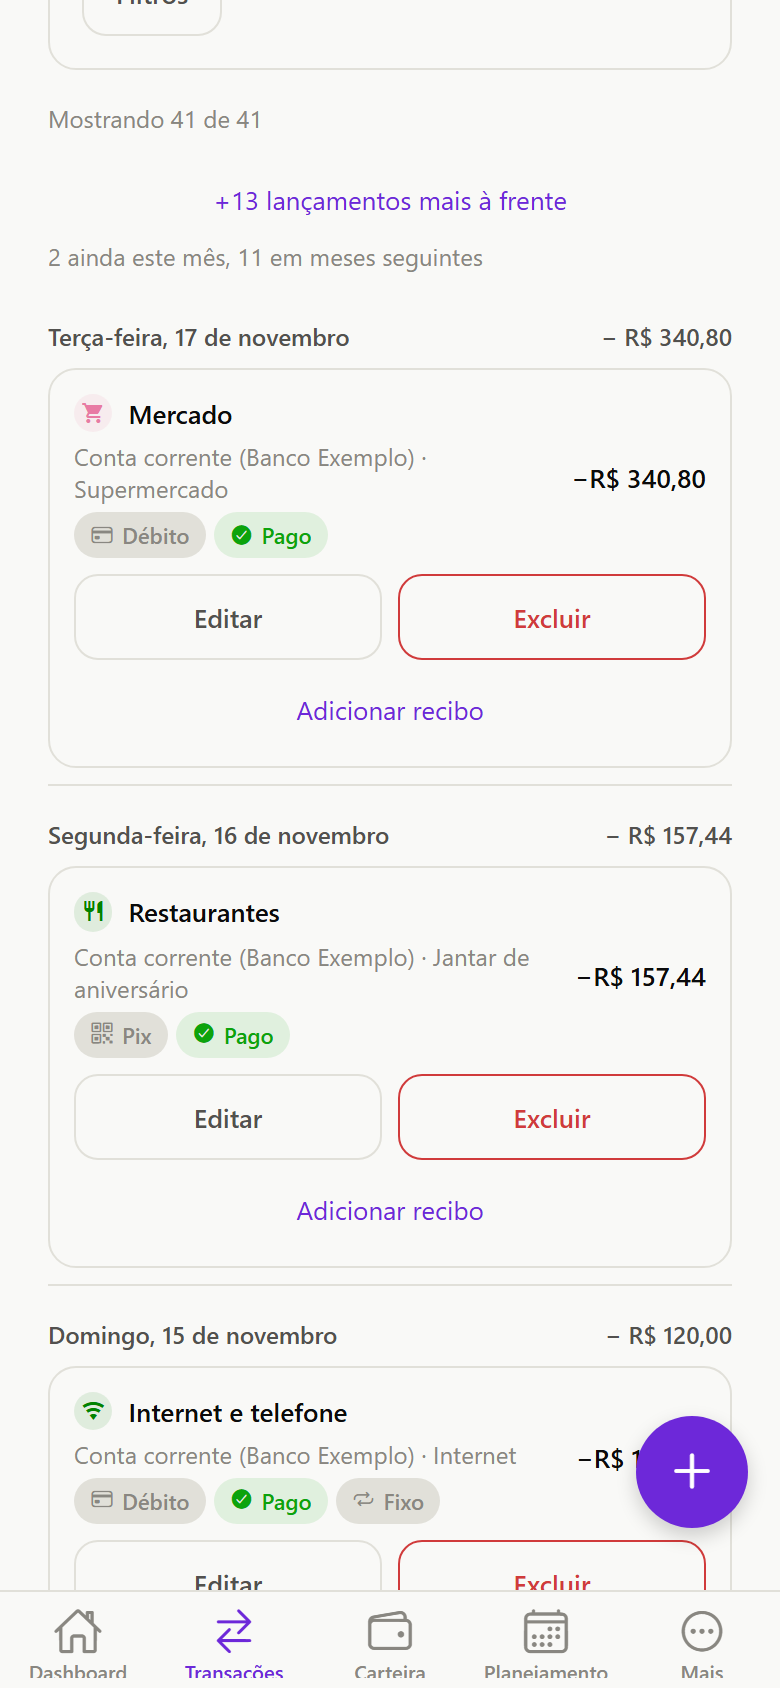 Filtros
Mostrando 41 de 41
+13 lançamentos mais à frente
2 ainda este mês, 11 em meses seguintes
Terça-feira, 17 de novembro − R$ 340,80
Mercado
Conta corrente (Banco Exemplo) ·
Supermercado
−R$ 340,80
Débito Pago
Editar Excluir
Adicionar recibo
Segunda-feira, 16 de novembro − R$ 157,44
Restaurantes
Conta corrente (Banco Exemplo) · Jantar de
aniversário
−R$ 157,44
Pix Pago
Editar Excluir
Adicionar recibo
Domingo, 15 de novembro − R$ 120,00
Internet e telefone
Conta corrente (Banco Exemplo) · Internet −R$
Débito Pago Fixo
Editar Excluir
Dashboard Transações Carteira Planejamento Mais